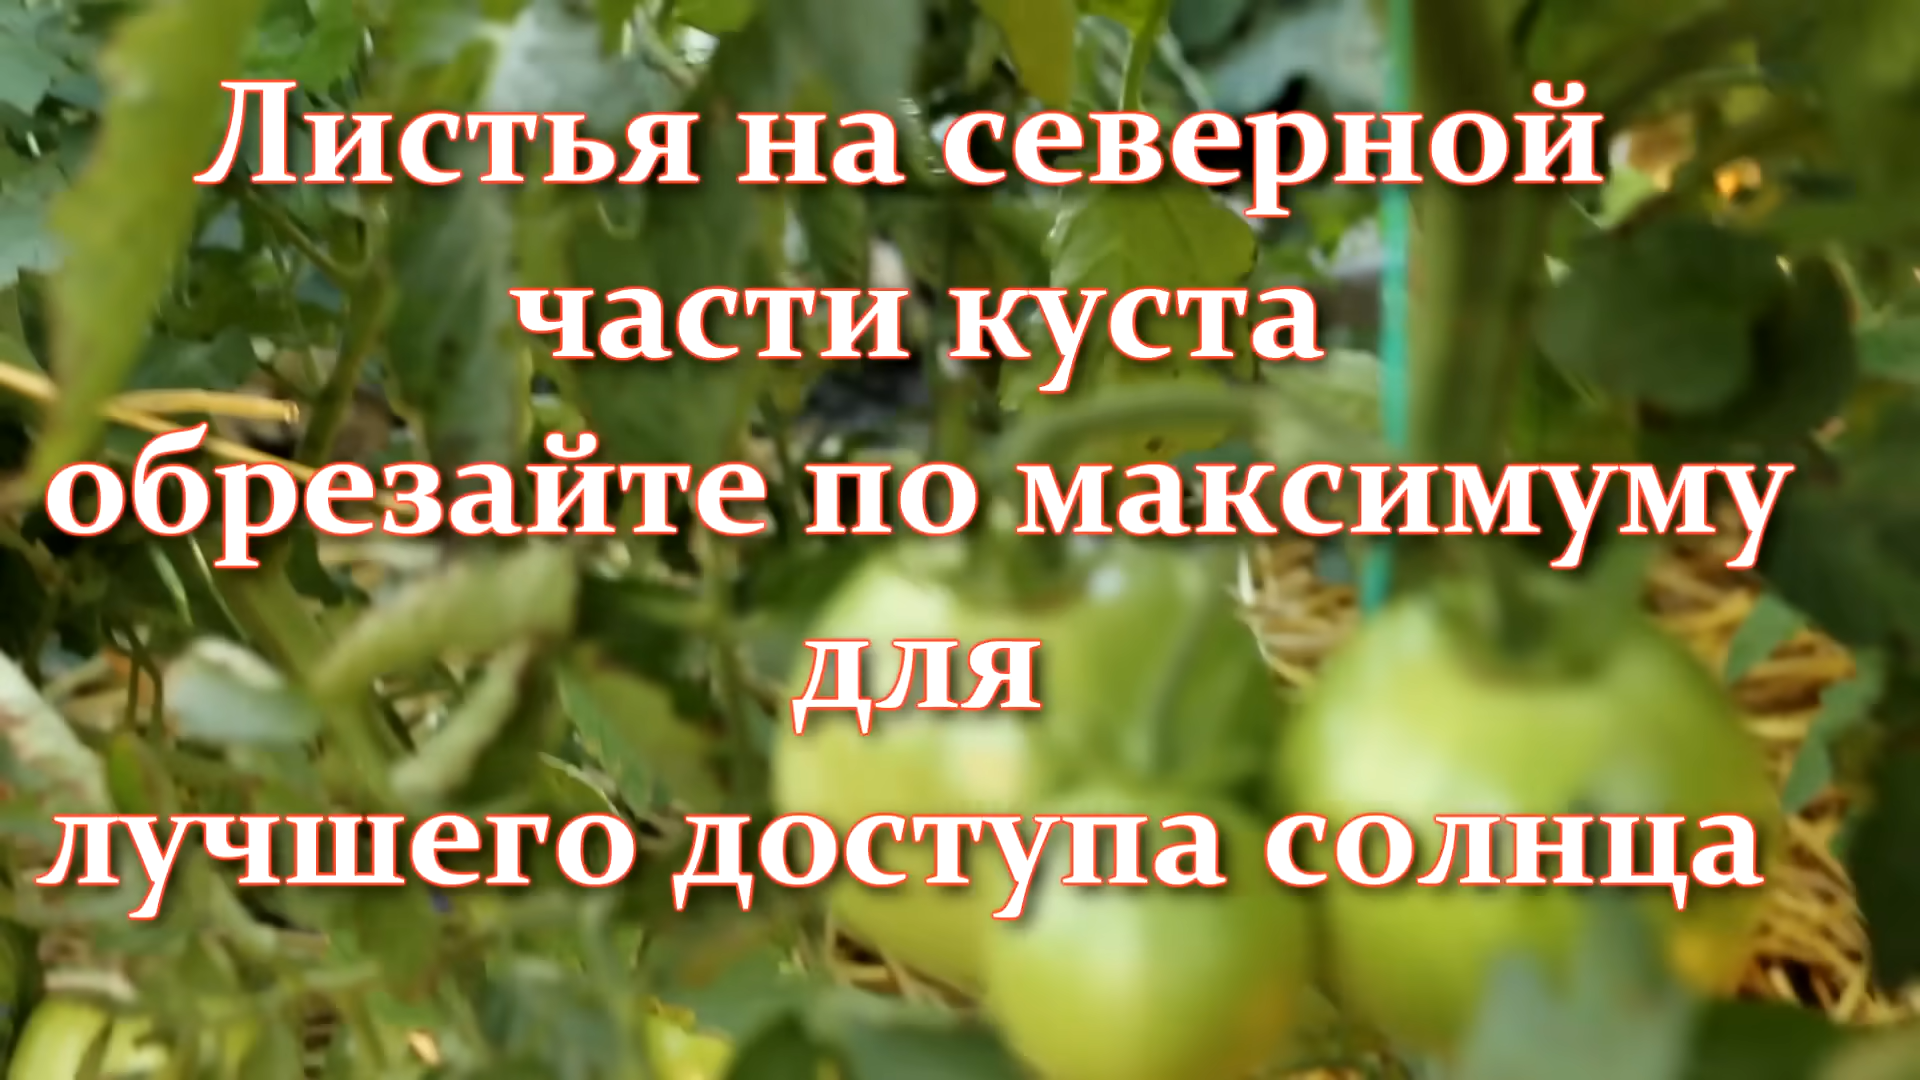 Листья на северной
части куста
обрезайте по максимуму
для
лучшего доступа солнца